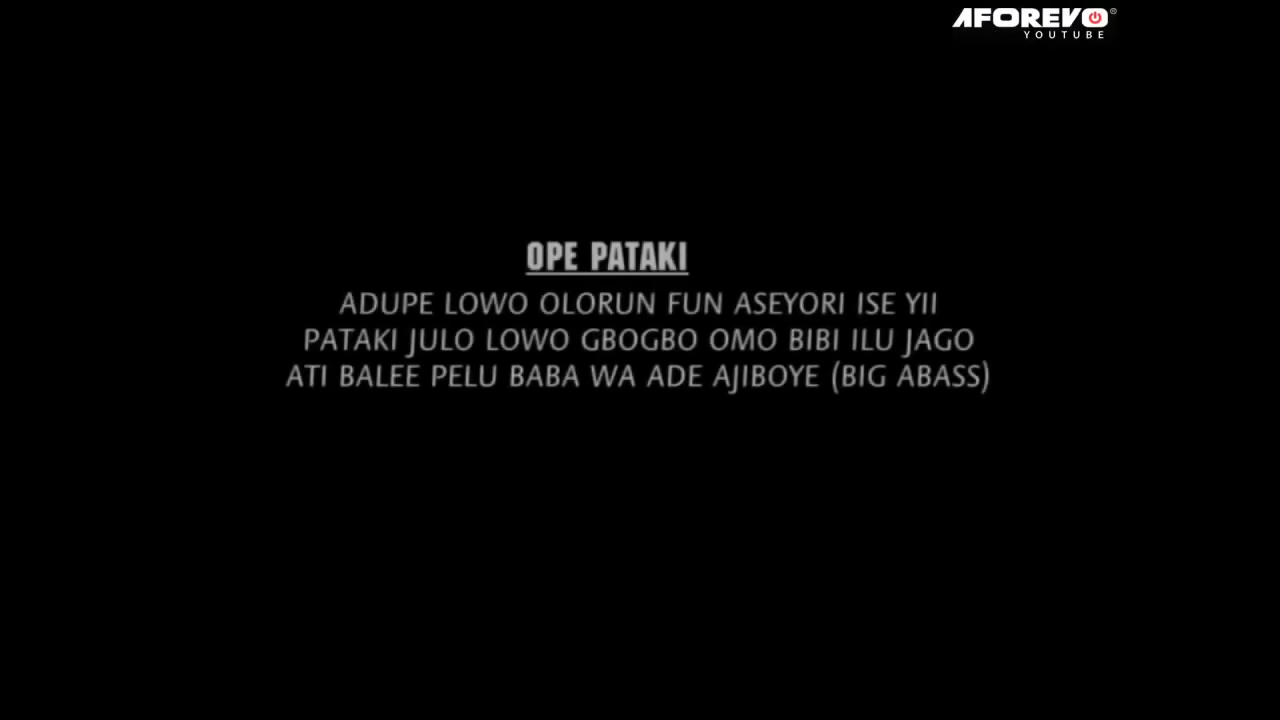 AFOREVO®
YOUTUBE
OPE PATAKI
ADUPE LOWO OLORUN FUN ASEYORI ISE YII
PATAKI JULO LOWO GBOGBO OMO BIBI ILU JAGO
ATI BALEE PELU BABA WA ADE AJIBOYE (BIG ABASS)